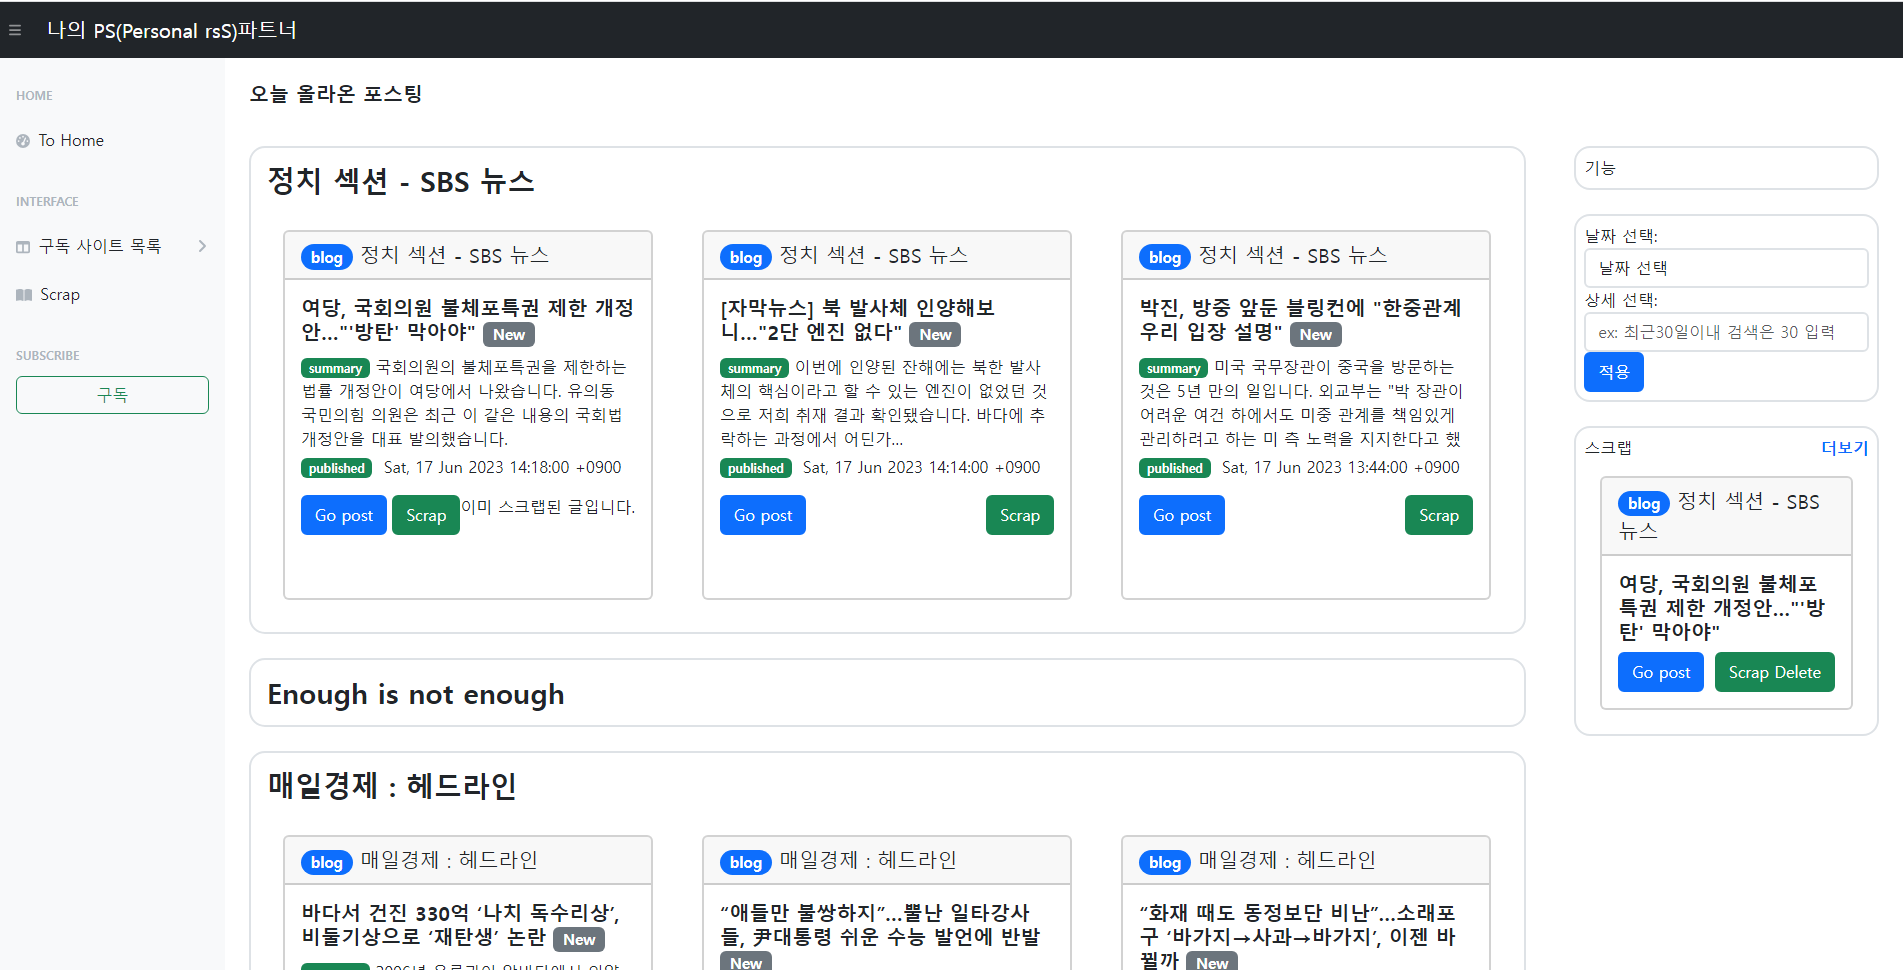 나의 PS(Personal rsS)파트너
HOME
To Home
INTERFACE
구독 사이트 목록
Scrap
SUBSCRIBE
구독
오늘 올라온 포스팅
정치 섹션 - SBS 뉴스
blog 정치 섹션 - SBS 뉴스
여당, 국회의원 불체포특권 제한 개정
안…"'방탄' 막아야" New
summary 국회의원의 불체포특권을 제한하는
법률 개정안이 여당에서 나왔습니다. 유의동
국민의힘 의원은 최근 이 같은 내용의 국회법
개정안을 대표 발의했습니다.
published Sat, 17 Jun 2023 14:18:00 +0900
Go post Scrap 이미 스크랩된 글입니다.
blog 정치 섹션 - SBS 뉴스
[자막뉴스] 북 발사체 인양해보
니…"2단 엔진 없다" New
summary 이번에 인양된 잔해에는 북한 발사
체의 핵심이라고 할 수 있는 엔진이 없었던 것
으로 저희 취재 결과 확인됐습니다. 바다에 추
락하는 과정에서 어딘가...
published Sat, 17 Jun 2023 14:14:00 +0900
Go post Scrap
blog 정치 섹션 - SBS 뉴스
박진, 방중 앞둔 블링컨에 "한중관계
우리 입장 설명" New
summary 미국 국무장관이 중국을 방문하는
것은 5년 만의 일입니다. 외교부는 "박 장관이
어려운 여건 하에서도 미중 관계를 책임있게
관리하려고 하는 미 측 노력을 지지한다고 했
published Sat, 17 Jun 2023 13:44:00 +0900
Go post Scrap
Enough is not enough
매일경제 : 헤드라인
blog 매일경제 : 헤드라인
바다서 건진 330억 ‘나치 독수리상’,
비둘기상으로 ‘재탄생’ 논란 New
blog 매일경제 : 헤드라인
“애들만 불쌍하지”…뿔난 일타강사
들, 尹대통령 쉬운 수능 발언에 반발
New
blog 매일경제 : 헤드라인
“화재 때도 동정보단 비난”…소래포
구 ‘바가지→사과→바가지’, 이젠 바
뀔까 New
기능
날짜 선택:
날짜 선택
상세 선택:
ex: 최근30일이내 검색은 30 입력
적용
스크랩 더보기
blog 정치 섹션 - SBS
뉴스
여당, 국회의원 불체포
특권 제한 개정안…"'방
탄' 막아야"
Go post Scrap Delete